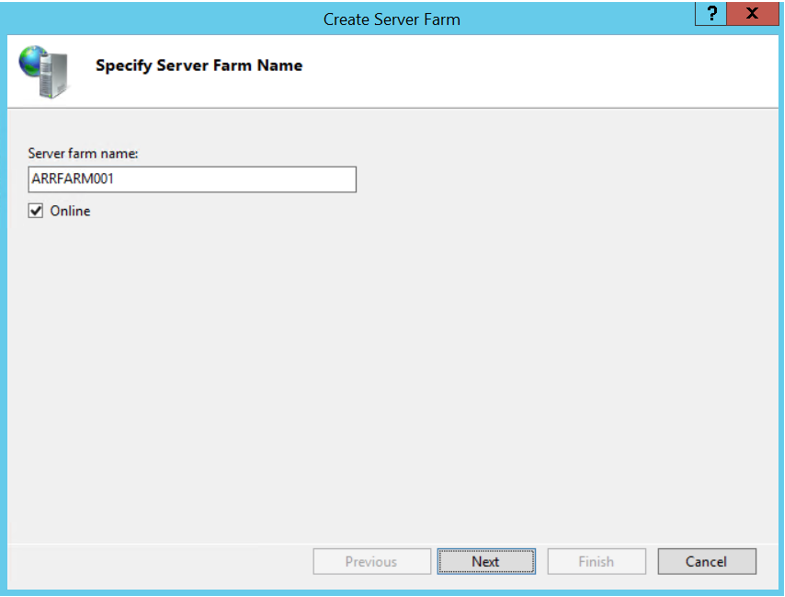 Create Server Farm
? X
Specify Server Farm Name
Server farm name:
ARRFARM001
Online
Previous Next Finish Cancel